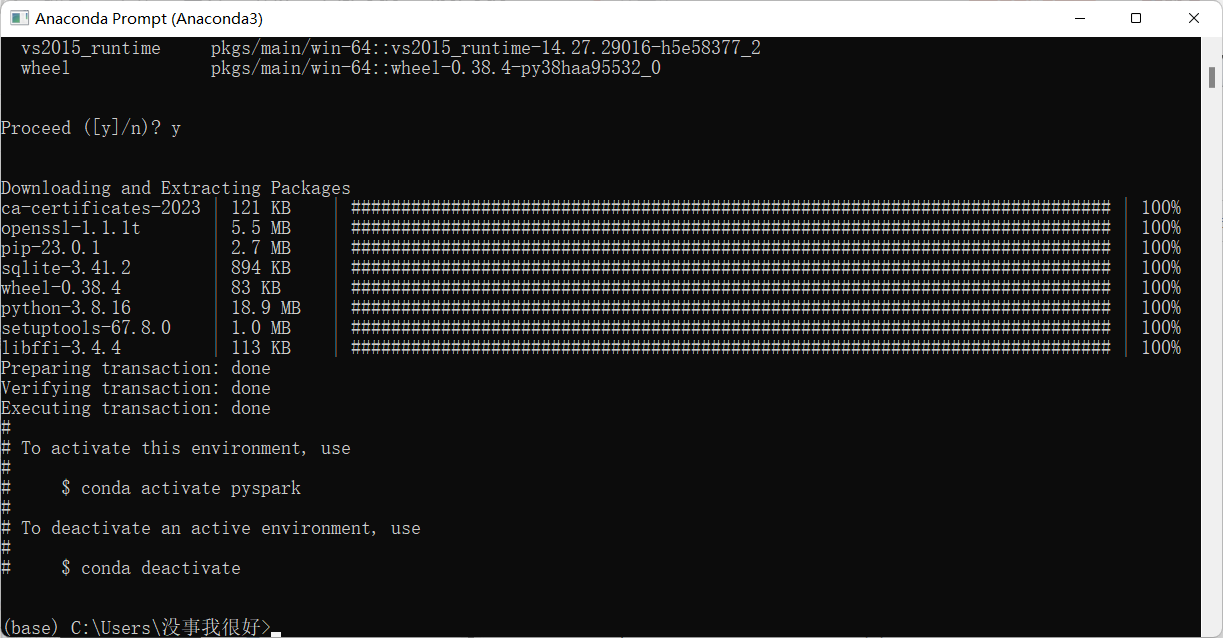 Anaconda Prompt (Anaconda3)
vs2015_runtime pkgs/main/win-64::vs2015_runtime-14.27.29016-h5e58377_2
wheel pkgs/main/win-64::wheel-0.38.4-py38haa95532_0
Proceed ([y]/n)? y
Downloading and Extracting Packages
ca-certificates-2023 | 121 KB | ############################################################################ | 100%
openssl-1.1.1t | 5.5 MB | ############################################################################ | 100%
pip-23.0.1 | 2.7 MB | ############################################################################ | 100%
sqlite-3.41.2 | 894 KB | ############################################################################ | 100%
wheel-0.38.4 | 83 KB | ############################################################################ | 100%
python-3.8.16 | 18.9 MB | ############################################################################ | 100%
setuptools-67.8.0 | 1.0 MB | ############################################################################ | 100%
libffi-3.4.4 | 113 KB | ############################################################################ | 100%
Preparing transaction: done
Verifying transaction: done
Executing transaction: done
#
# To activate this environment, use
#
# $ conda activate pyspark
#
# To deactivate an active environment, use
#
# $ conda deactivate
(base) C:\Users\没事我很好>